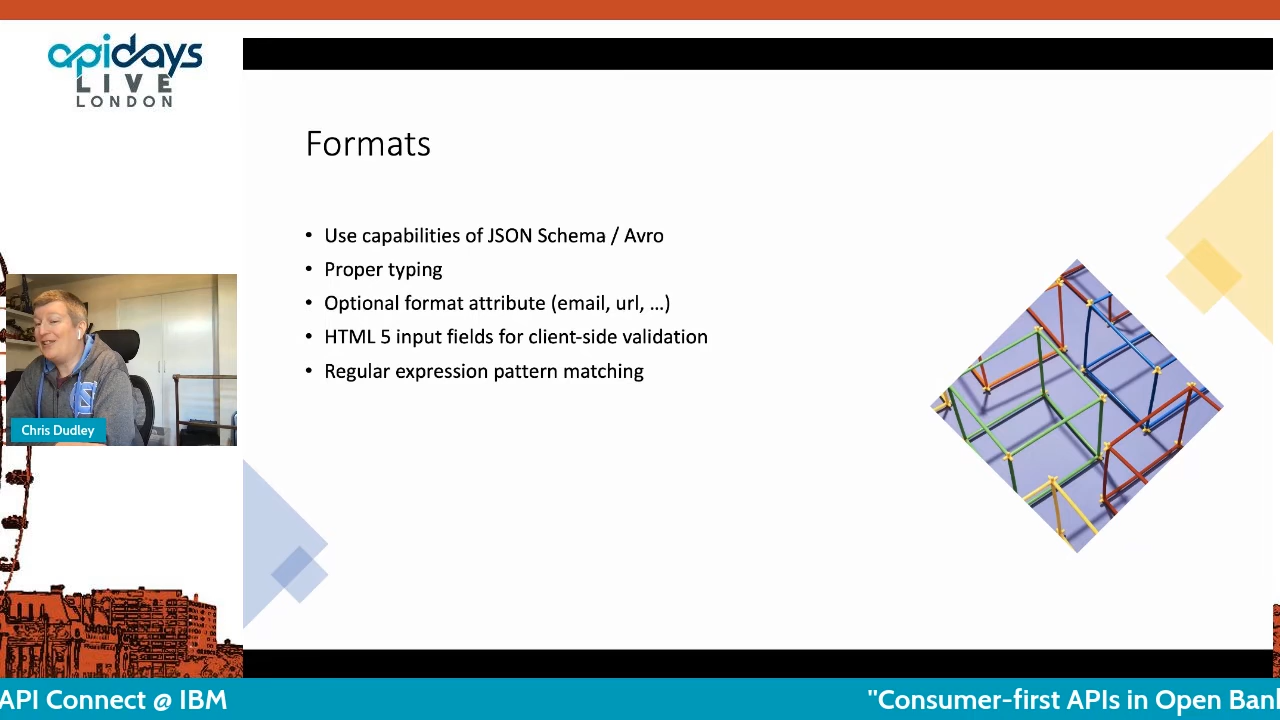 apidays
LIVE
LONDON
Formats
• Use capabilities of JSON Schema / Avro
• Proper typing
• Optional format attribute (email, url, ...)
• HTML 5 input fields for client-side validation
• Regular expression pattern matching
Chris Dudley
API Connect @ IBM
"Consumer-first APIs in Open Ban